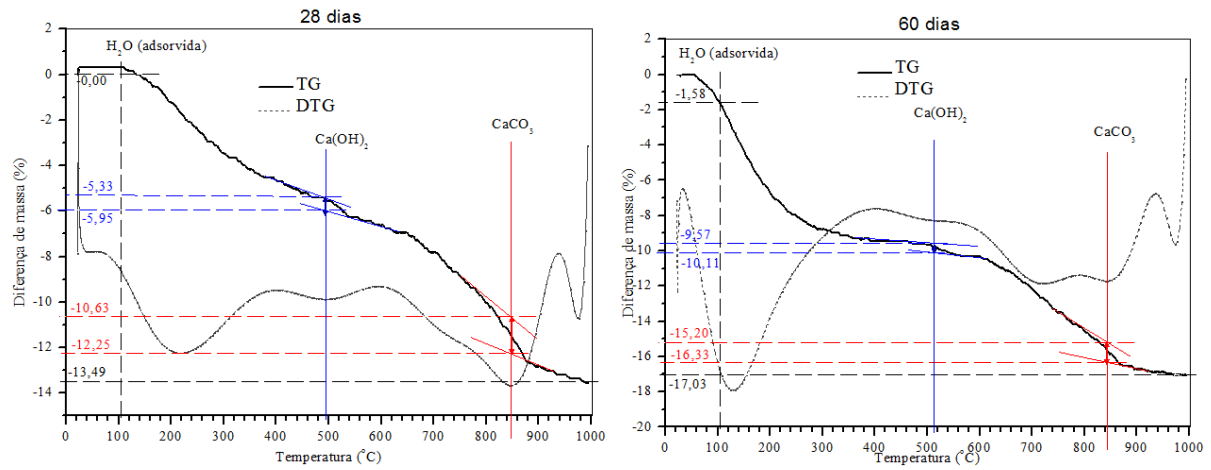 28 dias
H₂O (adsorvida)
TG
DTG
-0,00
Ca(OH)₂
CaCO₃
-5,33
-5,95
-10,63
-12,25
-13,49
Diferença de massa (%)
2
0
-2
-4
-6
-8
-10
-12
-14
0 100 200 300 400 500 600 700 800 900 1000
Temperatura (°C)
60 dias
H₂O (adsorvida)
TG
DTG
-1,58
Ca(OH)₂
CaCO₃
-9,57
-10,11
-15,20
-16,33
-17,03
Diferença de massa (%)
2
0
-2
-4
-6
-8
-10
-12
-14
-16
-18
-20
0 100 200 300 400 500 600 700 800 900 1000
Temperatura (°C)